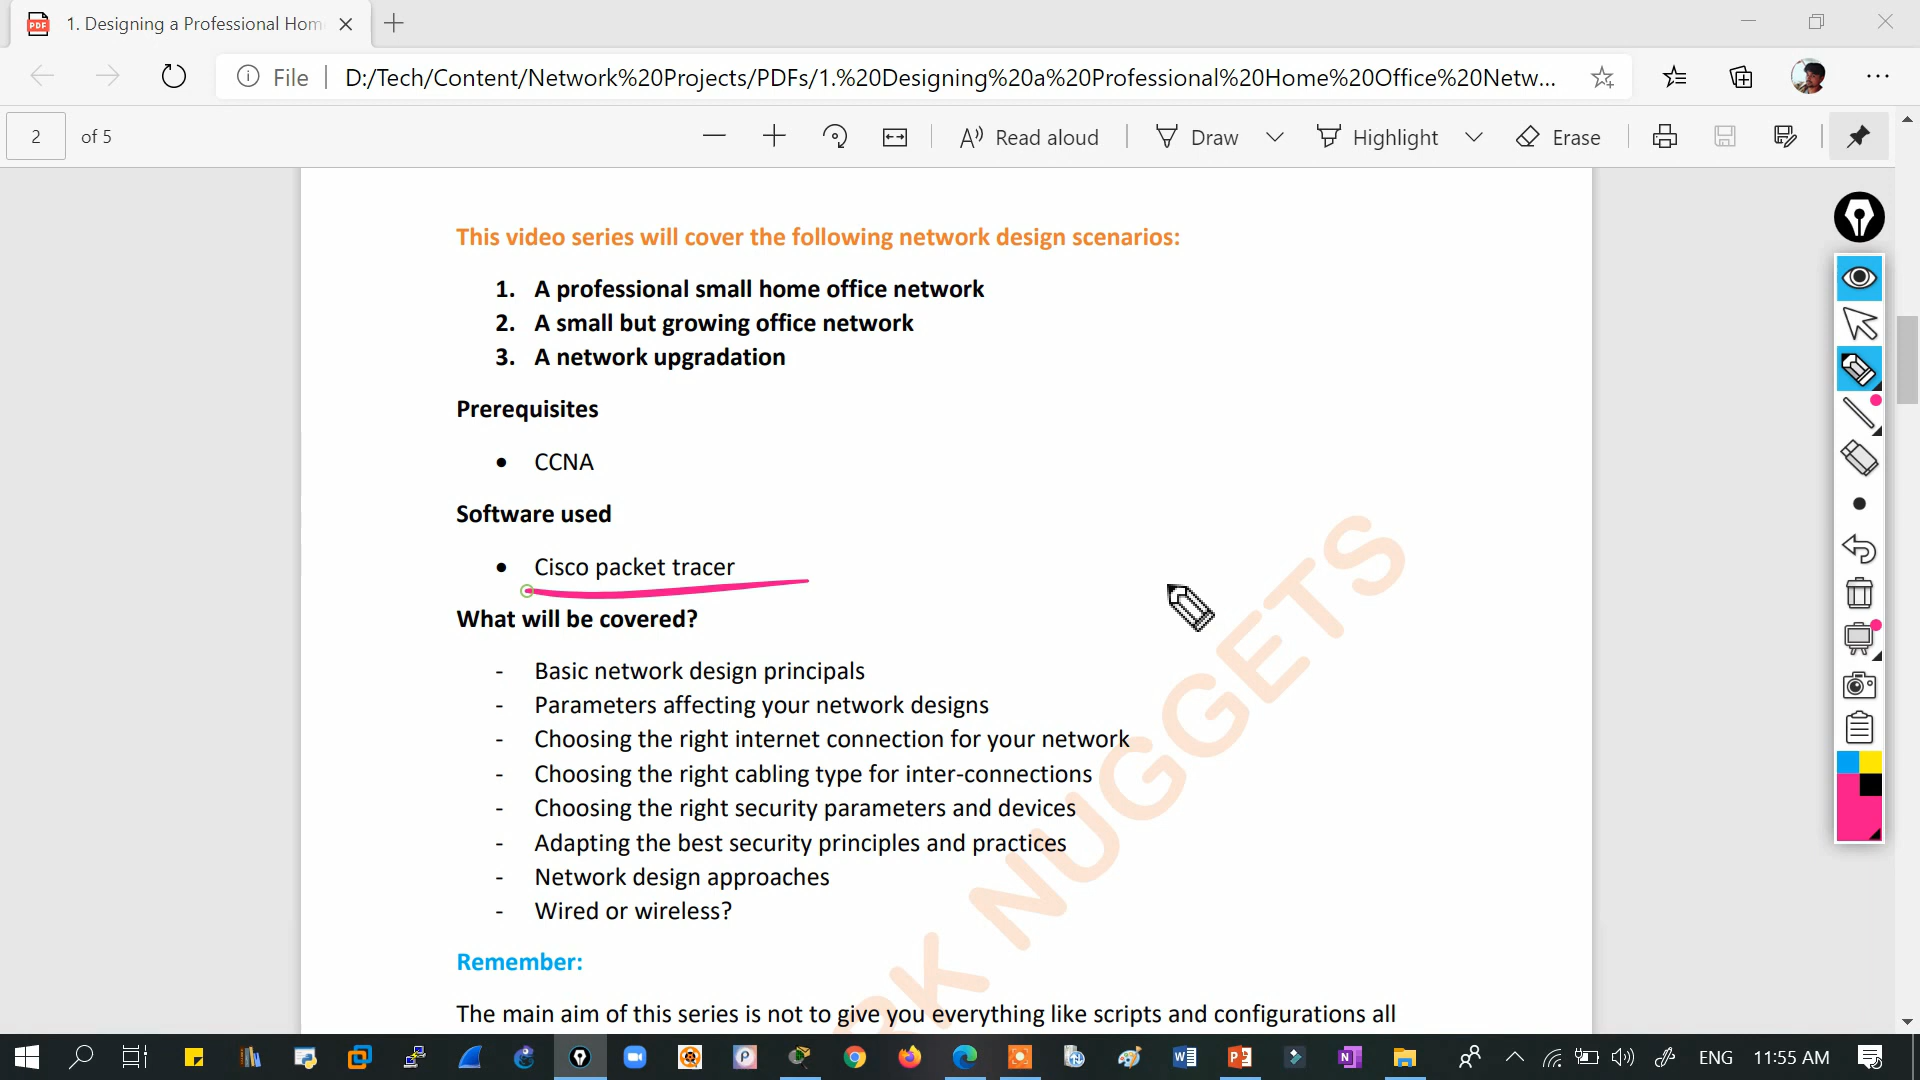 1. Designing a Professional Hom
File
D:/Tech/Content/Network%20Projects/PDFs/1.%20Designing%20a%20Professional%20Home%20Office%20Netw...
2 of 5
Read aloud
Draw
Highlight
Erase
This video series will cover the following network design scenarios:
1. A professional small home office network
2. A small but growing office network
3. A network upgradation
Prerequisites
• CCNA
Software used
• Cisco packet tracer
What will be covered?
- Basic network design principals
- Parameters affecting your network designs
- Choosing the right internet connection for your network
- Choosing the right cabling type for inter-connections
- Choosing the right security parameters and devices
- Adapting the best security principles and practices
- Network design approaches
- Wired or wireless?
Remember:
The main aim of this series is not to give you everything like scripts and configurations all
RK NUGGETS
ENG
11:55 AM